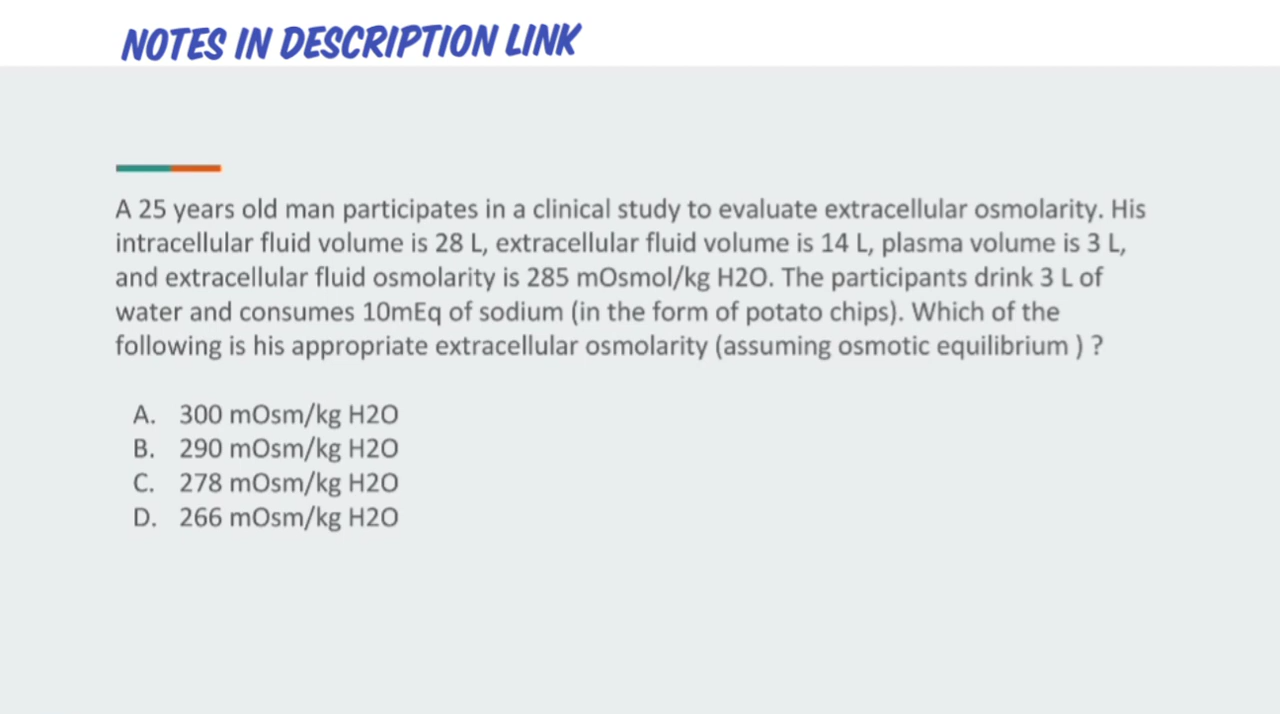 NOTES IN DESCRIPTION LINK
A 25 years old man participates in a clinical study to evaluate extracellular osmolarity. His
intracellular fluid volume is 28 L, extracellular fluid volume is 14 L, plasma volume is 3 L,
and extracellular fluid osmolarity is 285 mOsmol/kg H2O. The participants drink 3 L of
water and consumes 10mEq of sodium (in the form of potato chips). Which of the
following is his appropriate extracellular osmolarity (assuming osmotic equilibrium ) ?
A. 300 mOsm/kg H2O
B. 290 mOsm/kg H2O
C. 278 mOsm/kg H2O
D. 266 mOsm/kg H2O